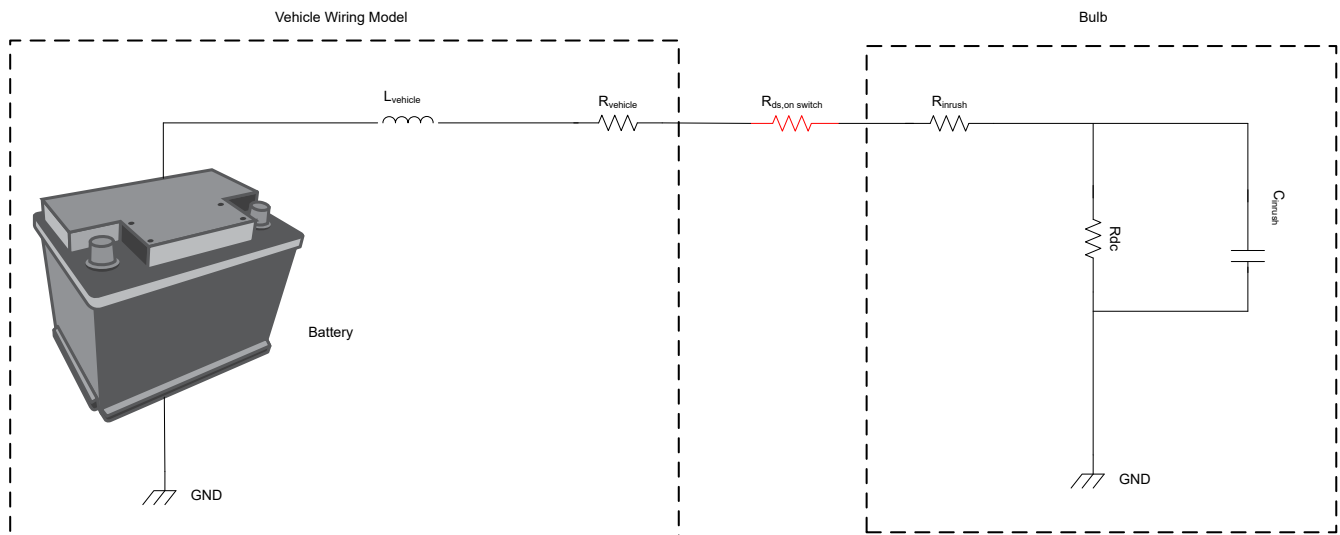 Vehicle Wiring Model
Bulb
Lvehicle
Rvehicle
Rds,on switch
Rinrush
Cinrush
Rdc
Battery
GND
GND